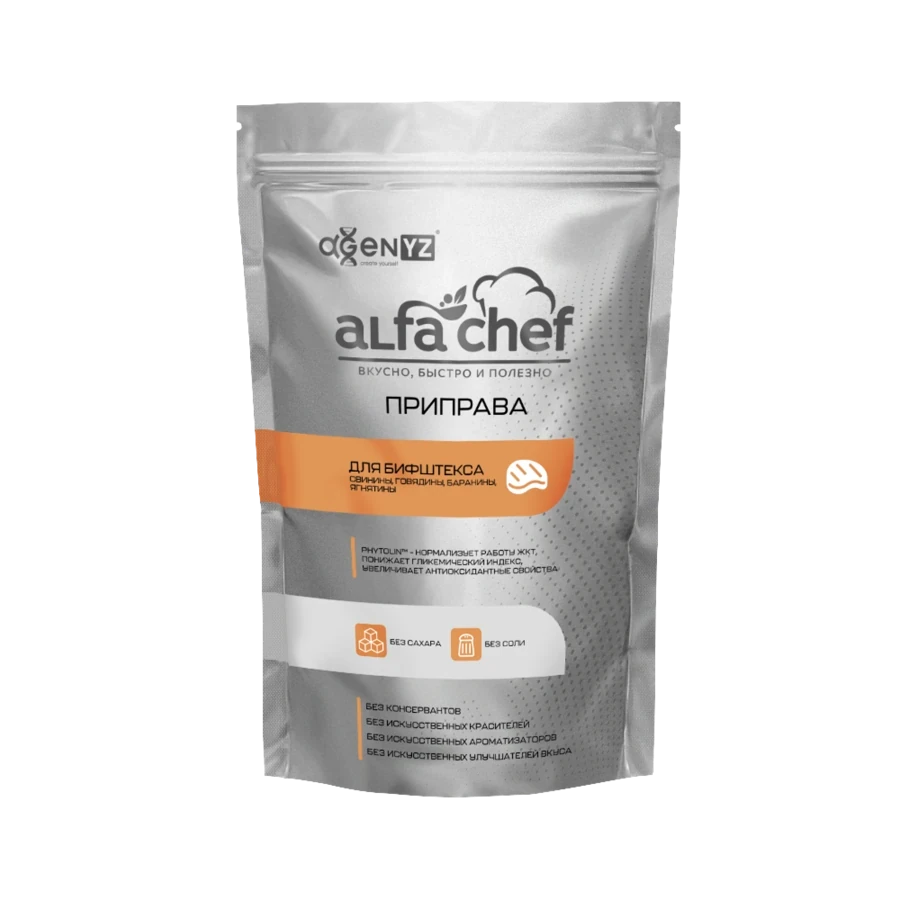 αGENYZ®
create yourself
aLfa chef
ВКУСНО, БЫСТРО И ПОЛЕЗНО
ПРИПРАВА
ДЛЯ БИФШТЕКСА
СВИНИНЫ, ГОВЯДИНЫ, БАРАНИНЫ,
ЯГНЯТИНЫ
PHYTOLIN™ - НОРМАЛИЗУЕТ РАБОТУ ЖКТ,
ПОНИЖАЕТ ГЛИКЕМИЧЕСКИЙ ИНДЕКС,
УВЕЛИЧИВАЕТ АНТИОКСИДАНТНЫЕ СВОЙСТВА
БЕЗ САХАРА
БЕЗ СОЛИ
БЕЗ КОНСЕРВАНТОВ
БЕЗ ИСКУССТВЕННЫХ КРАСИТЕЛЕЙ
БЕЗ ИСКУССТВЕННЫХ АРОМАТИЗАТОРОВ
БЕЗ ИСКУССТВЕННЫХ УЛУЧШАТЕЛЕЙ ВКУСА